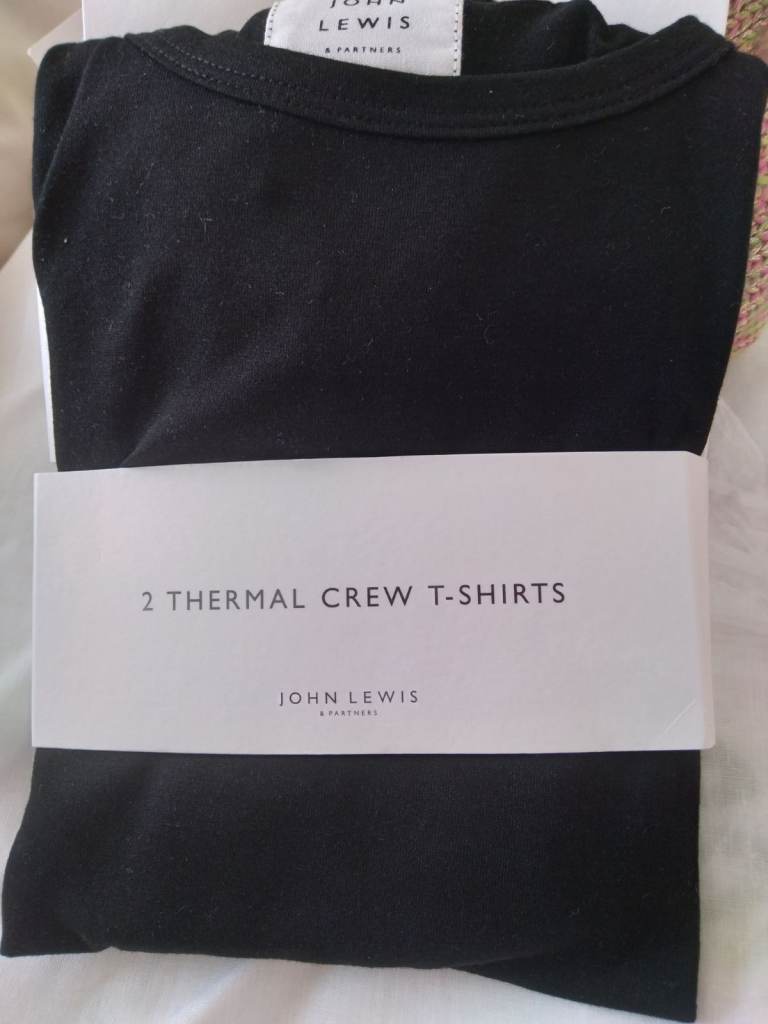 JOHN
LEWIS
& PARTNERS
2 THERMAL CREW T-SHIRTS
JOHN LEWIS
& PARTNERS